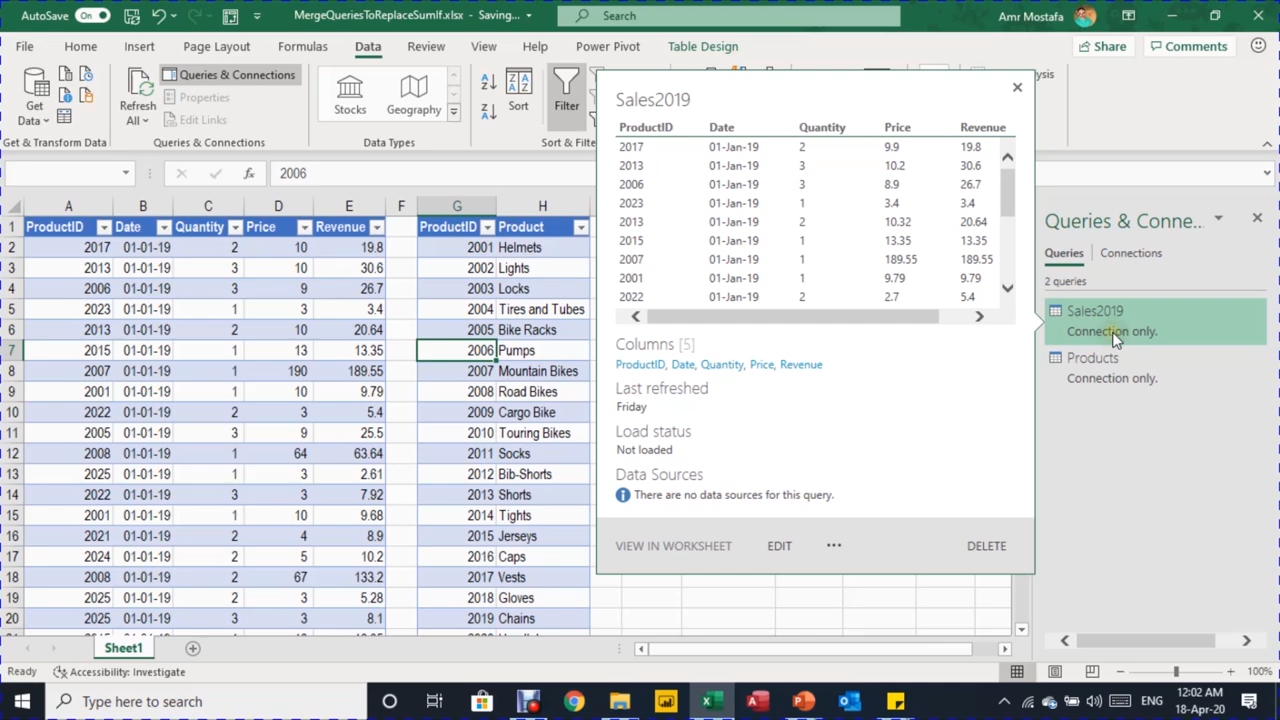 AutoSave On MergeQueriesToReplaceSumIf.xlsx - Saving... Search Amr Mostafa
File Home Insert Page Layout Formulas Data Review View Help Power Pivot Table Design Share Comments
Get Data Refresh All Queries & Connections Properties Edit Links Stocks Geography Sort Filter
Get & Transform Data Queries & Connections Data Types Sort & Filte
fx 2006
A B C D E F G H
1 ProductID Date Quantity Price Revenue ProductID Product
2 2017 01-01-19 2 10 19.8 2001 Helmets
3 2013 01-01-19 3 10 30.6 2002 Lights
4 2006 01-01-19 3 9 26.7 2003 Locks
5 2023 01-01-19 1 3 3.4 2004 Tires and Tubes
6 2013 01-01-19 2 10 20.64 2005 Bike Racks
7 2015 01-01-19 1 13 13.35 2006 Pumps
8 2007 01-01-19 1 190 189.55 2007 Mountain Bikes
9 2001 01-01-19 1 10 9.79 2008 Road Bikes
10 2022 01-01-19 2 3 5.4 2009 Cargo Bike
11 2005 01-01-19 3 9 25.5 2010 Touring Bikes
12 2008 01-01-19 1 64 63.64 2011 Socks
13 2025 01-01-19 1 3 2.61 2012 Bib-Shorts
14 2022 01-01-19 3 3 7.92 2013 Shorts
15 2001 01-01-19 1 10 9.68 2014 Tights
16 2021 01-01-19 2 4 8.9 2015 Jerseys
17 2024 01-01-19 2 5 10.2 2016 Caps
18 2008 01-01-19 2 67 133.2 2017 Vests
19 2025 01-01-19 2 3 5.28 2018 Gloves
20 2025 01-01-19 3 3 8.1 2019 Chains
Sales2019
ProductID Date Quantity Price Revenue
2017 01-Jan-19 2 9.9 19.8
2013 01-Jan-19 3 10.2 30.6
2006 01-Jan-19 3 8.9 26.7
2023 01-Jan-19 1 3.4 3.4
2013 01-Jan-19 2 10.32 20.64
2015 01-Jan-19 1 13.35 13.35
2007 01-Jan-19 1 189.55 189.55
2001 01-Jan-19 1 9.79 9.79
2022 01-Jan-19 2 2.7 5.4
Columns [5]
ProductID, Date, Quantity, Price, Revenue
Last refreshed
Friday
Load status
Not loaded
Data Sources
There are no data sources for this query.
VIEW IN WORKSHEET EDIT ... DELETE
Queries & Conne...
Queries Connections
2 queries
Sales2019
Connection only.
Products
Connection only.
Sheet1
Ready Accessibility: Investigate 100%
Type here to search ENG 12:02 AM
18-Apr-20